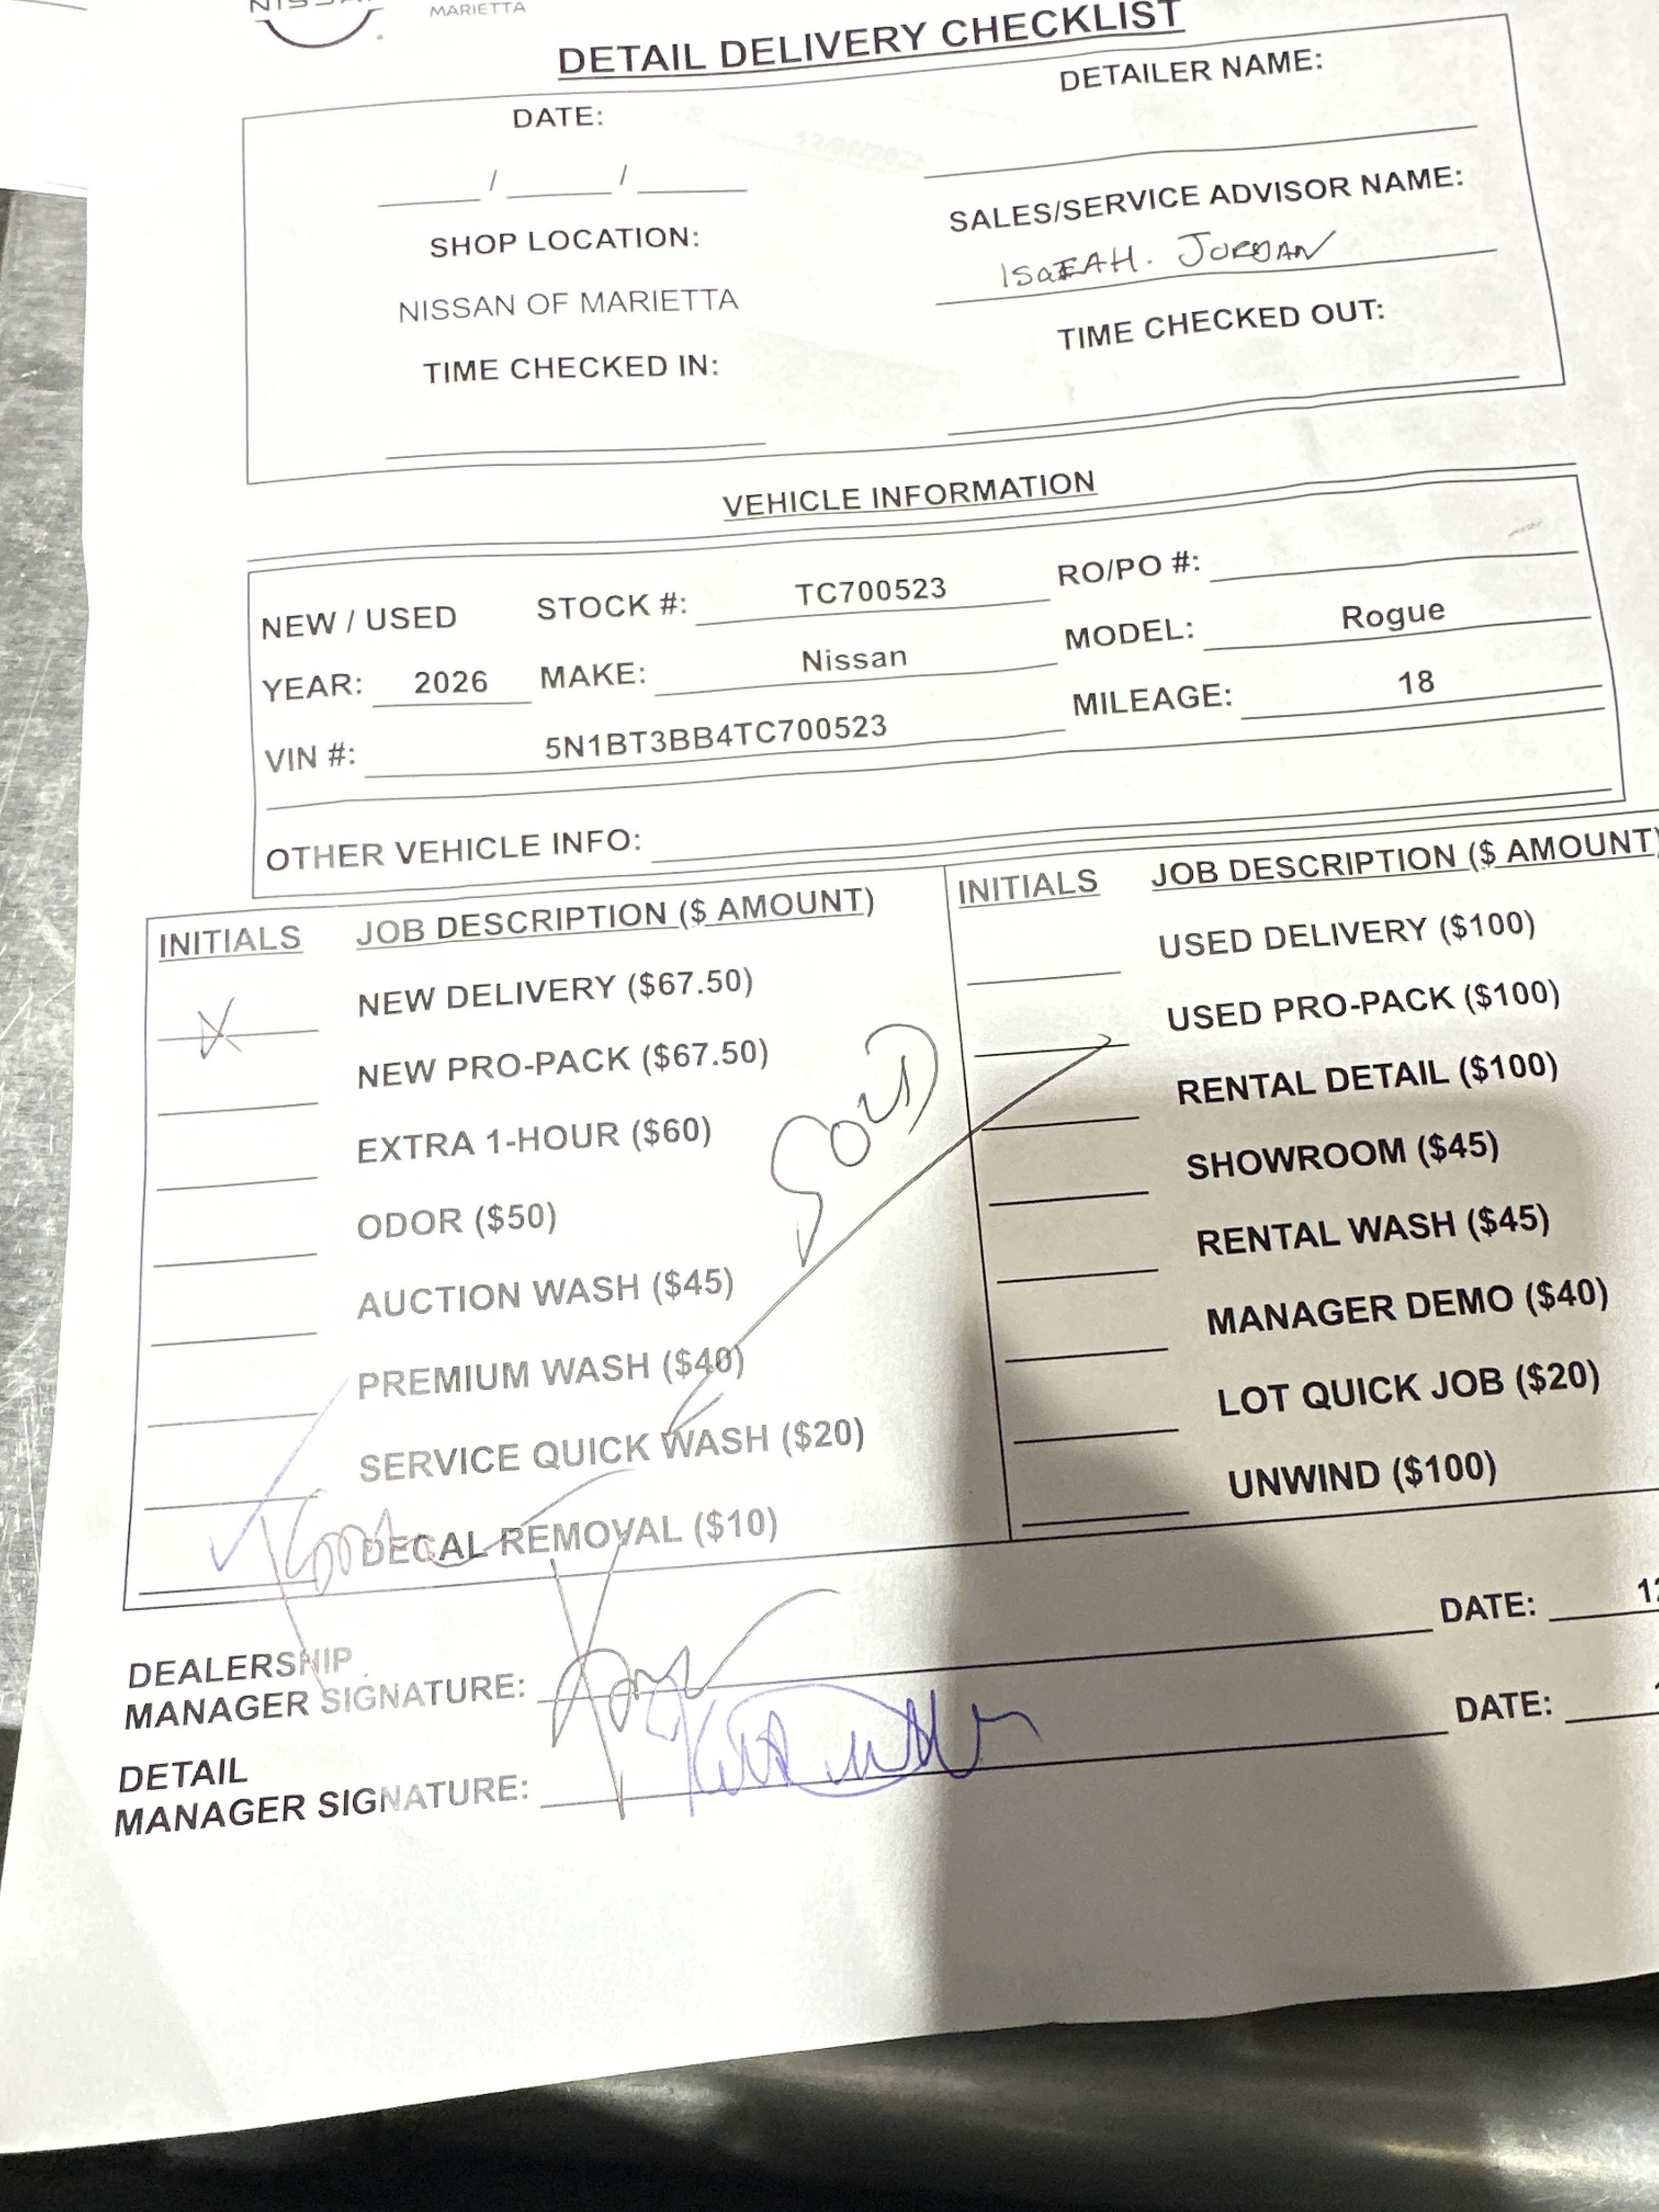 MARIETTA
DETAIL DELIVERY CHECKLIST
DATE:
DETAILER NAME:
/ /
SHOP LOCATION:
SALES/SERVICE ADVISOR NAME:
NISSAN OF MARIETTA
ISaIAH. JORDAN
TIME CHECKED IN:
TIME CHECKED OUT:
VEHICLE INFORMATION
NEW / USED STOCK #: TC700523 RO/PO #:
YEAR: 2026 MAKE: Nissan MODEL: Rogue
VIN #: 5N1BT3BB4TC700523 MILEAGE: 18
OTHER VEHICLE INFO:
INITIALS JOB DESCRIPTION ($ AMOUNT)
X NEW DELIVERY ($67.50)
NEW PRO-PACK ($67.50)
EXTRA 1-HOUR ($60)
ODOR ($50)
AUCTION WASH ($45)
PREMIUM WASH ($40)
SERVICE QUICK WASH ($20)
DECAL REMOVAL ($10)
SOLD
INITIALS JOB DESCRIPTION ($ AMOUNT)
USED DELIVERY ($100)
USED PRO-PACK ($100)
RENTAL DETAIL ($100)
SHOWROOM ($45)
RENTAL WASH ($45)
MANAGER DEMO ($40)
LOT QUICK JOB ($20)
UNWIND ($100)
DEALERSHIP
MANAGER SIGNATURE: DATE:
DETAIL
MANAGER SIGNATURE: DATE: